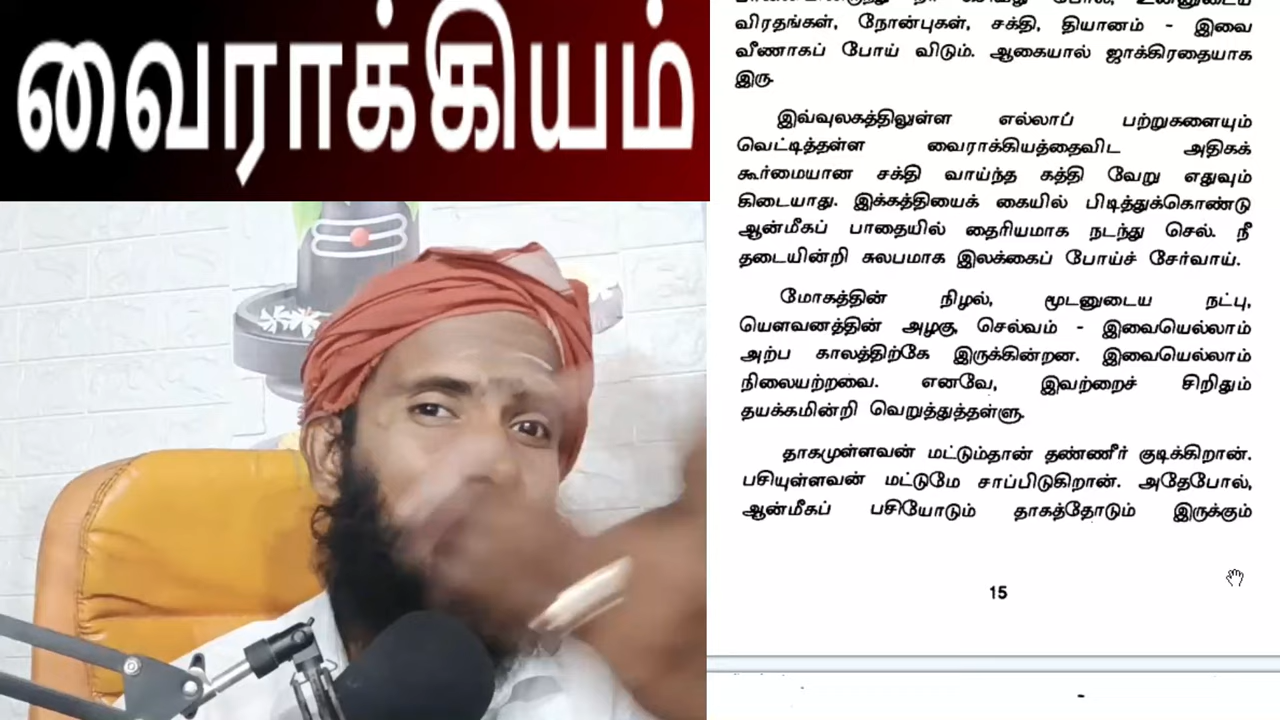 வைராக்கியம்
விரதங்கள், நோன்புகள், சக்தி, தியானம் - இவை
வீணாகப் போய் விடும். ஆகையால் ஜாக்கிரதையாக
இரு.
இவ்வுலகத்திலுள்ள எல்லாப் பற்றுகளையும்
வெட்டித்தள்ள வைராக்கியத்தைவிட அதிகக்
கூர்மையான சக்தி வாய்ந்த கத்தி வேறு எதுவும்
கிடையாது. இக்கத்தியைக் கையில் பிடித்துக்கொண்டு
ஆன்மீகப் பாதையில் தைரியமாக நடந்து செல். நீ
தடையின்றி சுலபமாக இலக்கைப் போய்ச் சேர்வாய்.
மோகத்தின் நிழல், மூடனுடைய நட்பு,
யௌவனத்தின் அழகு, செல்வம் - இவையெல்லாம்
அற்ப காலத்திற்கே இருக்கின்றன. இவையெல்லாம்
நிலையற்றவை. எனவே, இவற்றைச் சிறிதும்
தயக்கமின்றி வெறுத்துத்தள்ளு.
தாகமுள்ளவன் மட்டும்தான் தண்ணீர் குடிக்கிறான்.
பசியுள்ளவன் மட்டுமே சாப்பிடுகிறான். அதேபோல்,
ஆன்மீகப் பசியோடும் தாகத்தோடும் இருக்கும்
15